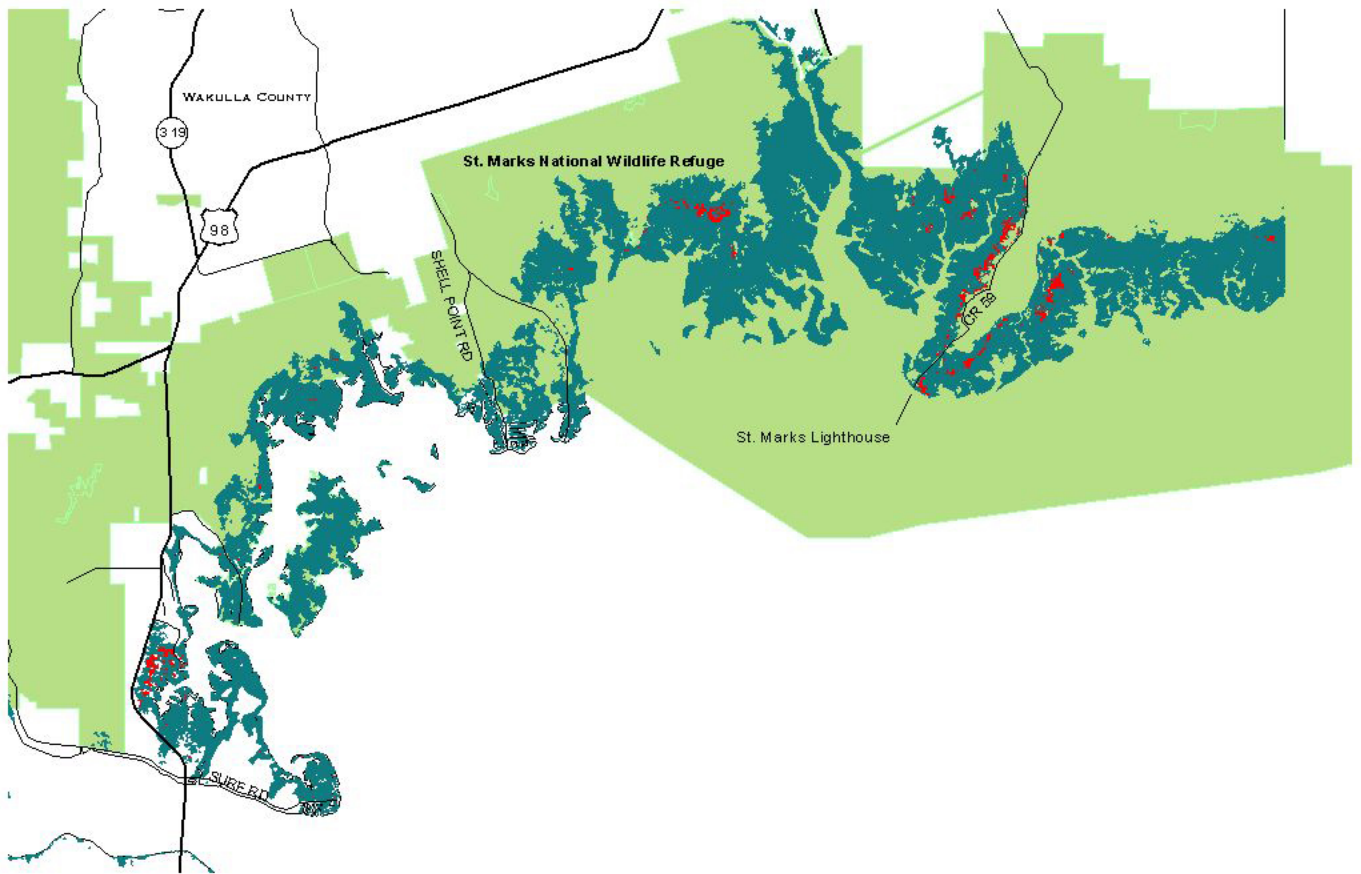 WAKULLA COUNTY
319
St. Marks National Wildlife Refuge
98
SHELL POINT RD
CR 59
St. Marks Lighthouse
SURF RD